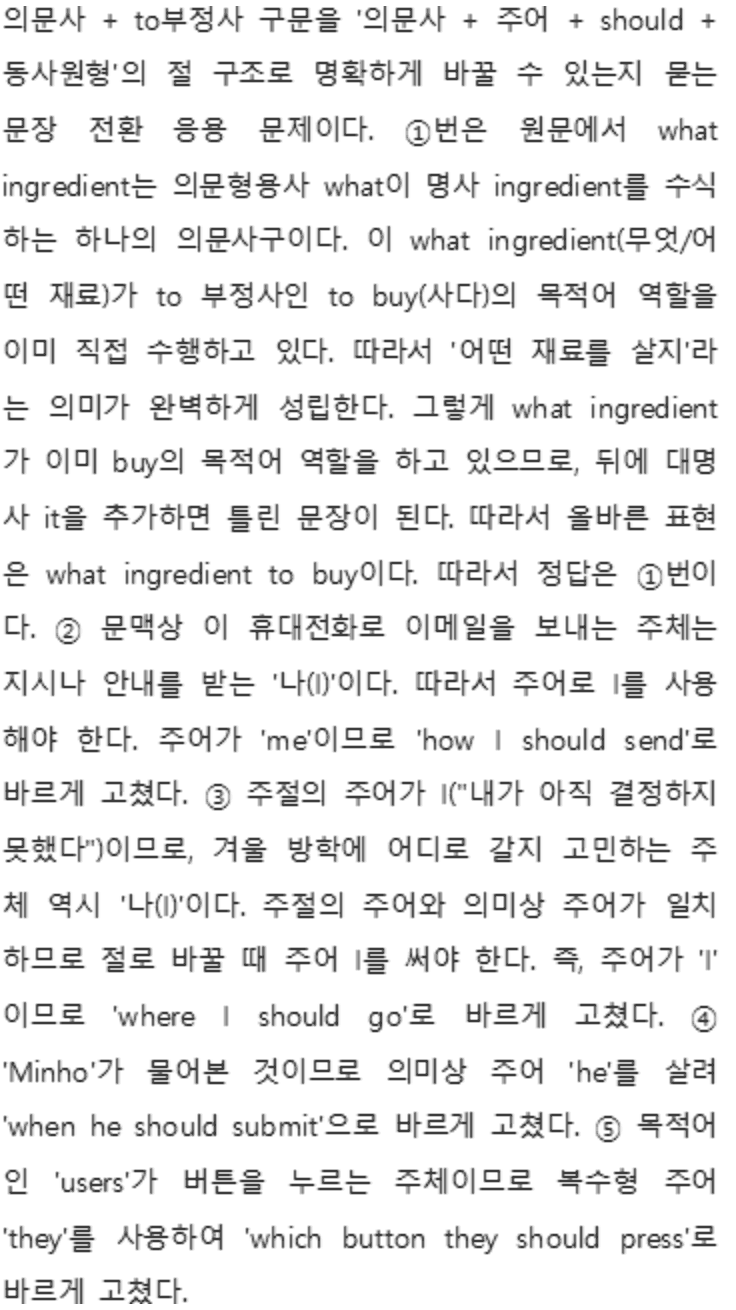 의문사 + to부정사 구문을 '의문사 + 주어 + should +
동사원형'의 절 구조로 명확하게 바꿀 수 있는지 묻는
문장 전환 응용 문제이다. ①번은 원문에서 what
ingredient는 의문형용사 what이 명사 ingredient를 수식
하는 하나의 의문사구이다. 이 what ingredient(무엇/어
떤 재료)가 to 부정사인 to buy(사다)의 목적어 역할을
이미 직접 수행하고 있다. 따라서 '어떤 재료를 살지'라
는 의미가 완벽하게 성립한다. 그렇게 what ingredient
가 이미 buy의 목적어 역할을 하고 있으므로, 뒤에 대명
사 it을 추가하면 틀린 문장이 된다. 따라서 올바른 표현
은 what ingredient to buy이다. 따라서 정답은 ①번이
다. ② 문맥상 이 휴대전화로 이메일을 보내는 주체는
지시나 안내를 받는 '나(I)'이다. 따라서 주어로 I를 사용
해야 한다. 주어가 'me'이므로 'how I should send'로
바르게 고쳤다. ③ 주절의 주어가 I("내가 아직 결정하지
못했다")이므로, 겨울 방학에 어디로 갈지 고민하는 주
체 역시 '나(I)'이다. 주절의 주어와 의미상 주어가 일치
하므로 절로 바꿀 때 주어 I를 써야 한다. 즉, 주어가 'I'
이므로 'where I should go'로 바르게 고쳤다. ④
'Minho'가 물어본 것이므로 의미상 주어 'he'를 살려
'when he should submit'으로 바르게 고쳤다. ⑤ 목적어
인 'users'가 버튼을 누르는 주체이므로 복수형 주어
'they'를 사용하여 'which button they should press'로
바르게 고쳤다.